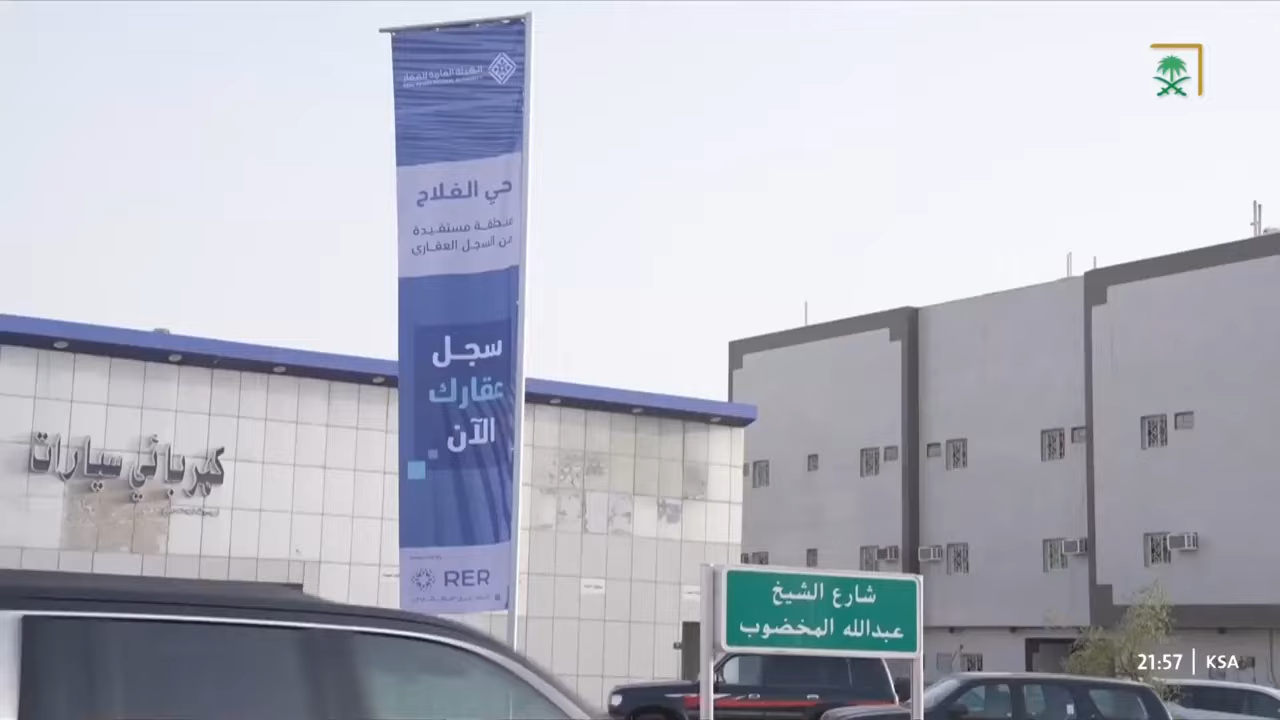 الهيئة العامة للعقار
حي الفلاح
منطقة مستفيدة
من السجل العقاري
سجل
عقارك
الآن
RER
كهربائي سيارات
شارع الشيخ
عبدالله المخضوب
21:57 | KSA